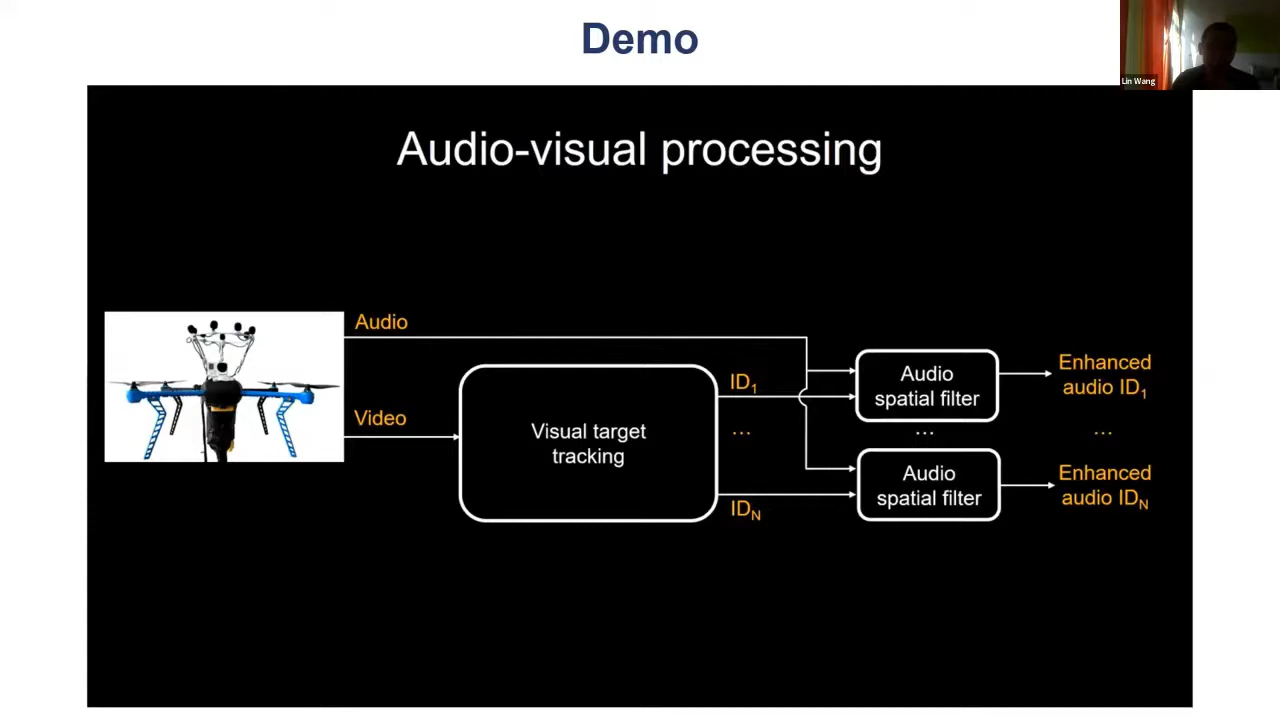 Demo
Lin Wang
Audio-visual processing
Audio
Video
Visual target
tracking
ID1
...
IDN
Audio
spatial filter
...
Audio
spatial filter
Enhanced
audio ID1
...
Enhanced
audio IDN